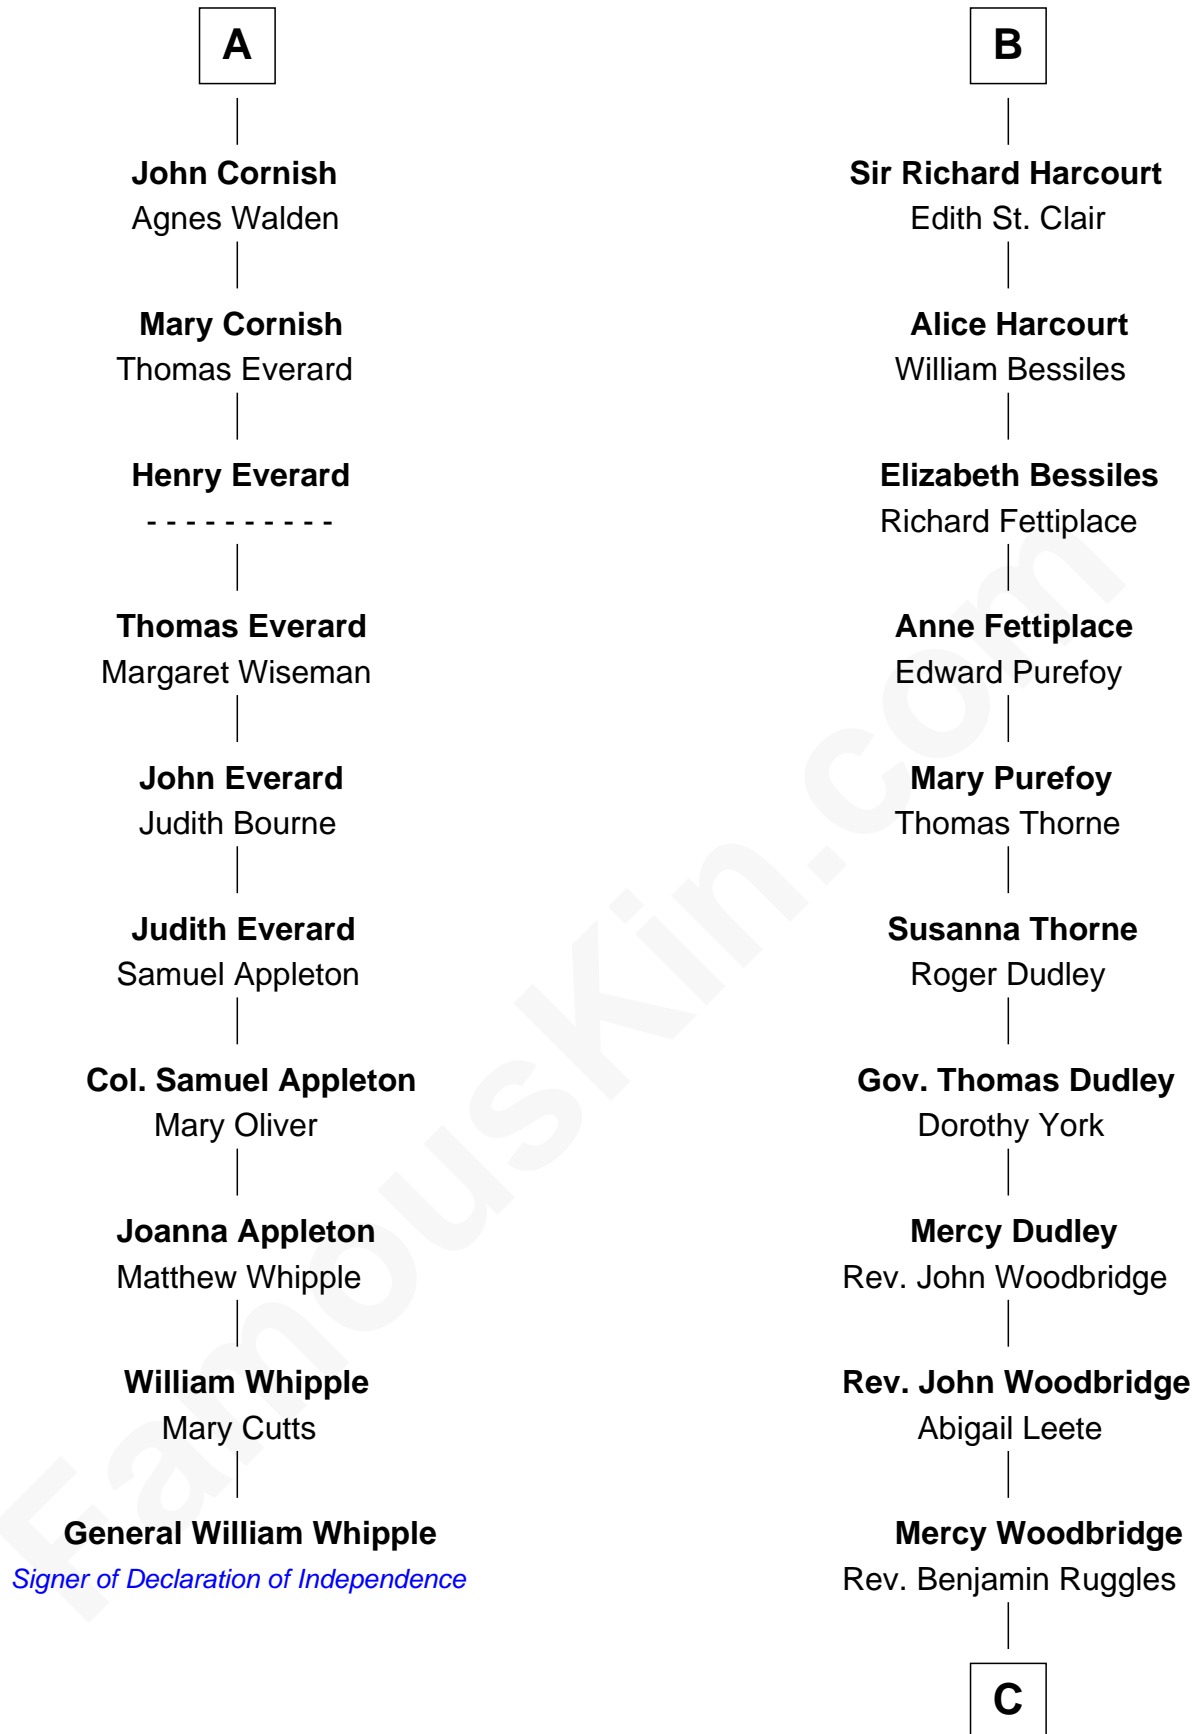 A
John Cornish
Agnes Walden
Mary Cornish
Thomas Everard
Henry Everard
- - - - - - - - - -
Thomas Everard
Margaret Wiseman
John Everard
Judith Bourne
Judith Everard
Samuel Appleton
Col. Samuel Appleton
Mary Oliver
Joanna Appleton
Matthew Whipple
William Whipple
Mary Cutts
General William Whipple
Signer of Declaration of Independence
B
Sir Richard Harcourt
Edith St. Clair
Alice Harcourt
William Bessiles
Elizabeth Bessiles
Richard Fettiplace
Anne Fettiplace
Edward Purefoy
Mary Purefoy
Thomas Thorne
Susanna Thorne
Roger Dudley
Gov. Thomas Dudley
Dorothy York
Mercy Dudley
Rev. John Woodbridge
Rev. John Woodbridge
Abigail Leete
Mercy Woodbridge
Rev. Benjamin Ruggles
C
FamousKin.com